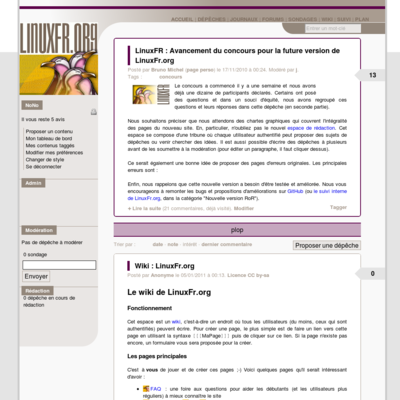 ACCUEIL DÉPÊCHES JOURNAUX FORUMS SONDAGES WIKI SUIVI PLAN
LINUXFR.ORG
LinuxFR : Avancement du concours pour la future version de
LinuxFr.org
Posté par Bruno Michel (page perso) le 17/11/2010 à 00:24. Modéré par j
Tags : concours
13
Le concours a commencé il y a une semaine et nous avons
déjà une dizaine de participants déclarés. Certains ont posé
des questions et dans un souci d'équité, nous avons regroupé ces
questions et leurs réponses dans cette dépêche (en seconde partie).
Nous souhaitons préciser que nous attendons des chartes graphiques qui couvrent l'intégralité
des pages du nouveau site. En particulier, n'oubliez pas le nouvel espace de rédaction. Cet
espace se compose d'une tribune où chaque utilisateur authentifié peut proposer des sujets de
dépêches ou venir chercher des idées. Il est aussi possible d'écrire des dépêches à plusieurs
avant de les soumettre à la modération (pour éditer un paragraphe, il faut cliquer dessus).
Ce serait également une bonne idée de proposer des pages d'erreurs originales. Les principales
erreurs sont :
Enfin, nous rappelons que cette nouvelle version a besoin d'être testée et améliorée. Nous vous
encourageons à remonter les bugs et propositions d'améliorations sur GitHub (ou le suivi interne
de LinuxFr.org, dans la catégorie "Nouvelle version RoR").
Lire la suite (21 commentaires, déjà visité). Modifier
Tagger
NoNo
Il vous reste 5 avis
Proposer un contenu
Mon tableau de bord
Mes contenus taggés
Modifier mes préférences
Changer de style
Se déconnecter
Admin
Modération
Pas de dépêche à modérer
0 sondage
Envoyer
Rédaction
0 dépêche en cours de
rédaction
plop
Trier par : date - note - intérêt - dernier commentaire
Proposer une dépêche
Wiki : LinuxFr.org
Posté par Anonyme le 05/01/2011 à 00:13. Licence CC by-sa
0
Le wiki de LinuxFr.org
Fonctionnement
Cet espace est un wiki, c'est-à-dire un endroit où tous les utilisateurs (du moins, ceux qui sont
authentifiés) peuvent écrire. Pour créer une page, le plus simple est de faire un lien vers cette
page en utilisant la syntaxe [[[MaPage]]] puis de cliquer sur ce lien. Si la page n'existe pas
encore, un formulaire vous sera proposée pour la créer.
Les pages principales
C'est à vous de jouer et de créer ces pages ;-) Voici quelques pages qu'il serait intéressant
d'avoir :
FAQ : une foire aux questions pour aider les débutants (et les utilisateurs plus
réguliers) à mieux connaître le site